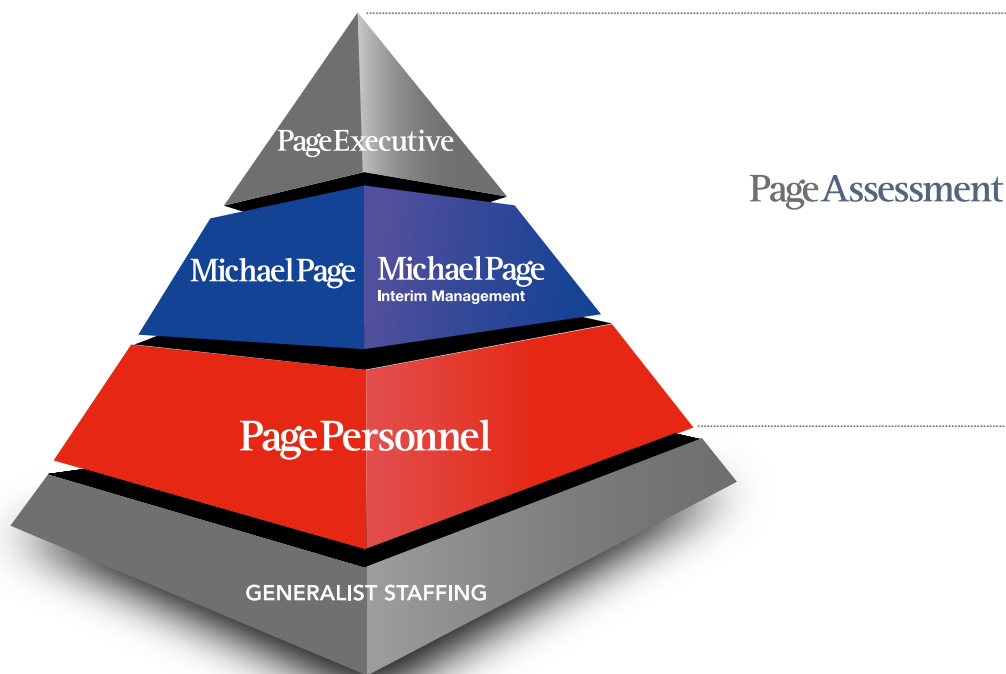 PageExecutive
PageAssessment
MichaelPage
MichaelPage
Interim Management
PagePersonnel
GENERALIST STAFFING